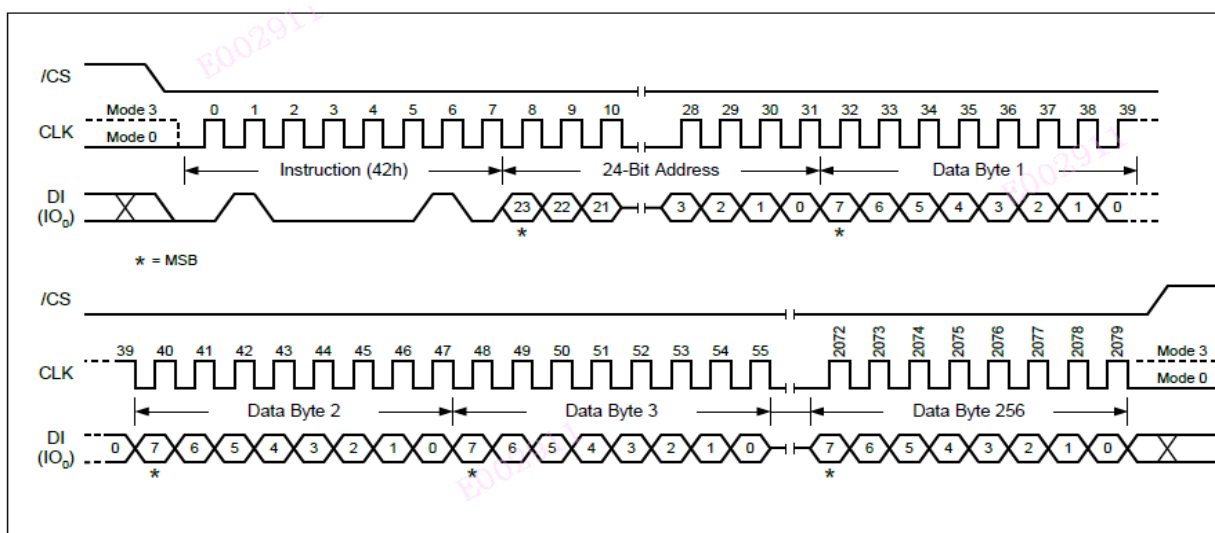 E002911
/CS
Mode 3
0 1 2 3 4 5 6 7 8 9 10 28 29 30 31 32 33 34 35 36 37 38 39
CLK
Mode 0
Instruction (42h) 24-Bit Address Data Byte 1
E002911
DI
(IO0)
23 22 21 3 2 1 0 7 6 5 4 3 2 1 0
* *
* = MSB
/CS
39 40 41 42 43 44 45 46 47 48 49 50 51 52 53 54 55 2072 2073 2074 2075 2076 2077 2078 2079
Mode 3
CLK
Mode 0
Data Byte 2 Data Byte 3 Data Byte 256
DI
(IO0)
0 7 6 5 4 3 2 1 0 7 6 5 4 3 2 1 0 7 6 5 4 3 2 1 0
* * *
E002911